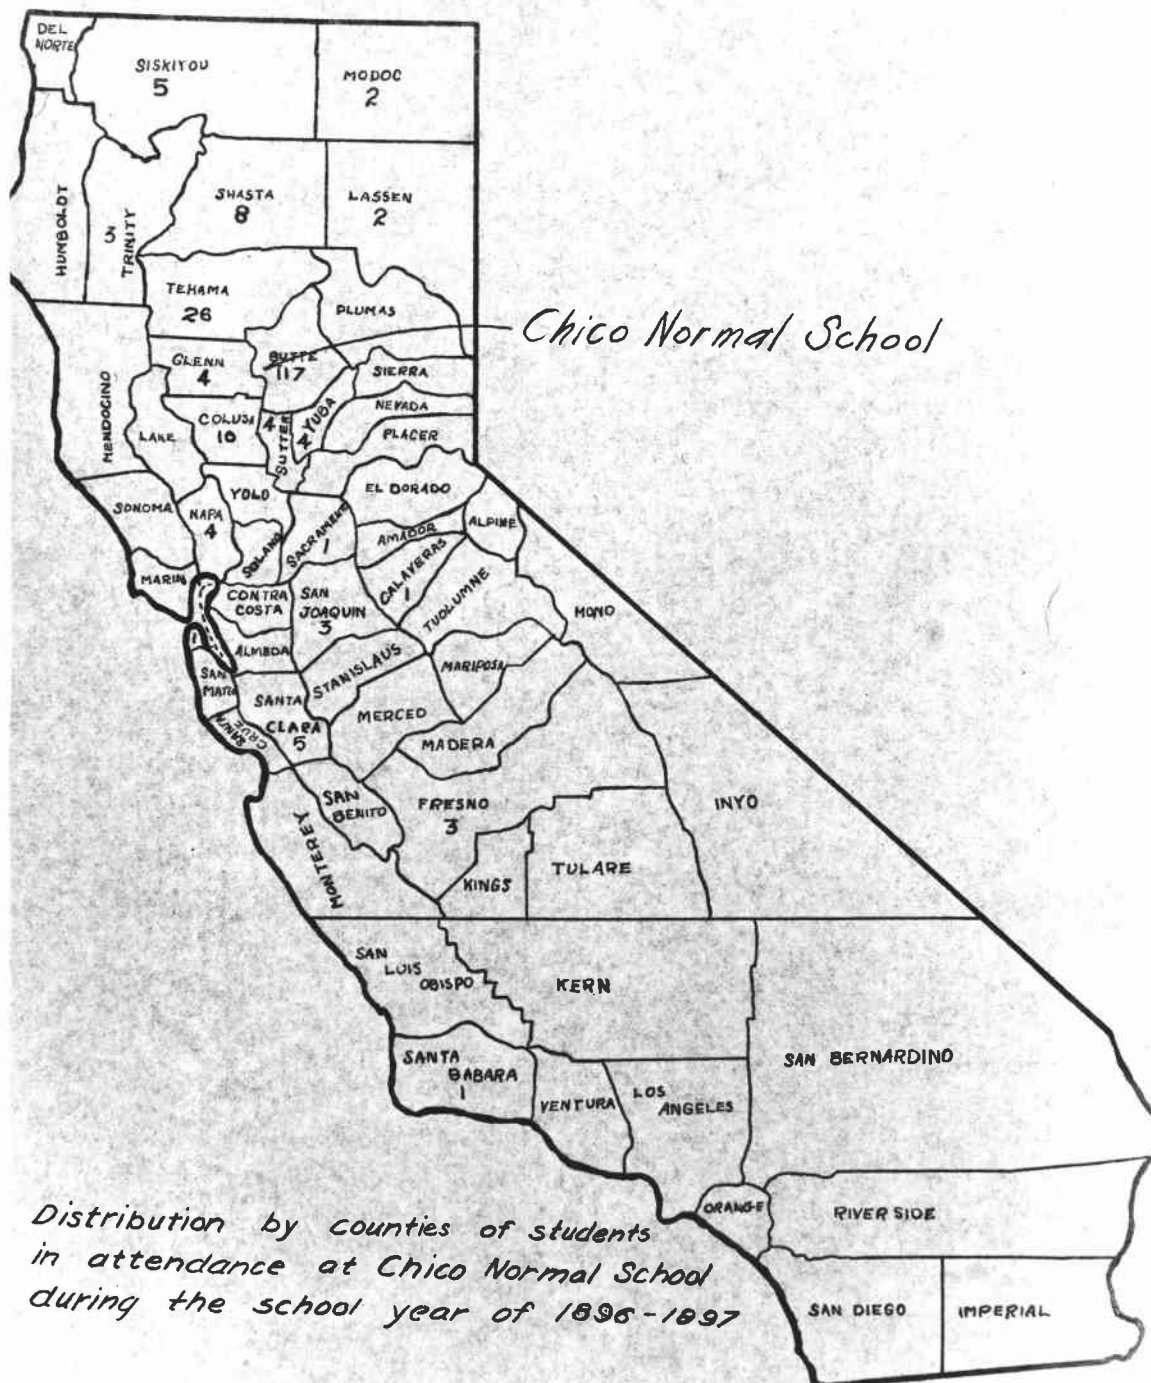 DEL
NORTE
SISKIYOU
5
MODOC
2
HUMBOLDT
3
TRINITY
SHASTA
8
LASSEN
2
TEHAMA
26
PLUMAS
Chico Normal School
BUTTE
117
GLENN
4
SIERRA
MENDOCINO
LAKE
COLUSA
10
4
SUTTER
4
YUBA
NEVADA
PLACER
SONOMA
NAPA
4
YOLO
SOLANO
SACRAMENTO
1
EL DORADO
AMADOR
ALPINE
MARIN
CONTRA
COSTA
SAN
JOAQUIN
3
CALAVERAS
1
TUOLUMNE
MONO
1
ALMEDA
STANISLAUS
MARIPOSA
SAN
MATEO
SANTA
CLARA
5
SANTA
CRUZ
MERCED
MADERA
SAN
BENITO
FRESNO
3
INYO
MONTEREY
KINGS
TULARE
SAN
LUIS
OBISPO
KERN
SAN BERNARDINO
SANTA
BABARA
1
VENTURA
LOS
ANGELES
ORANGE
RIVERSIDE
SAN DIEGO
IMPERIAL
Distribution by counties of students
in attendance at Chico Normal School
during the school year of 1896-1897